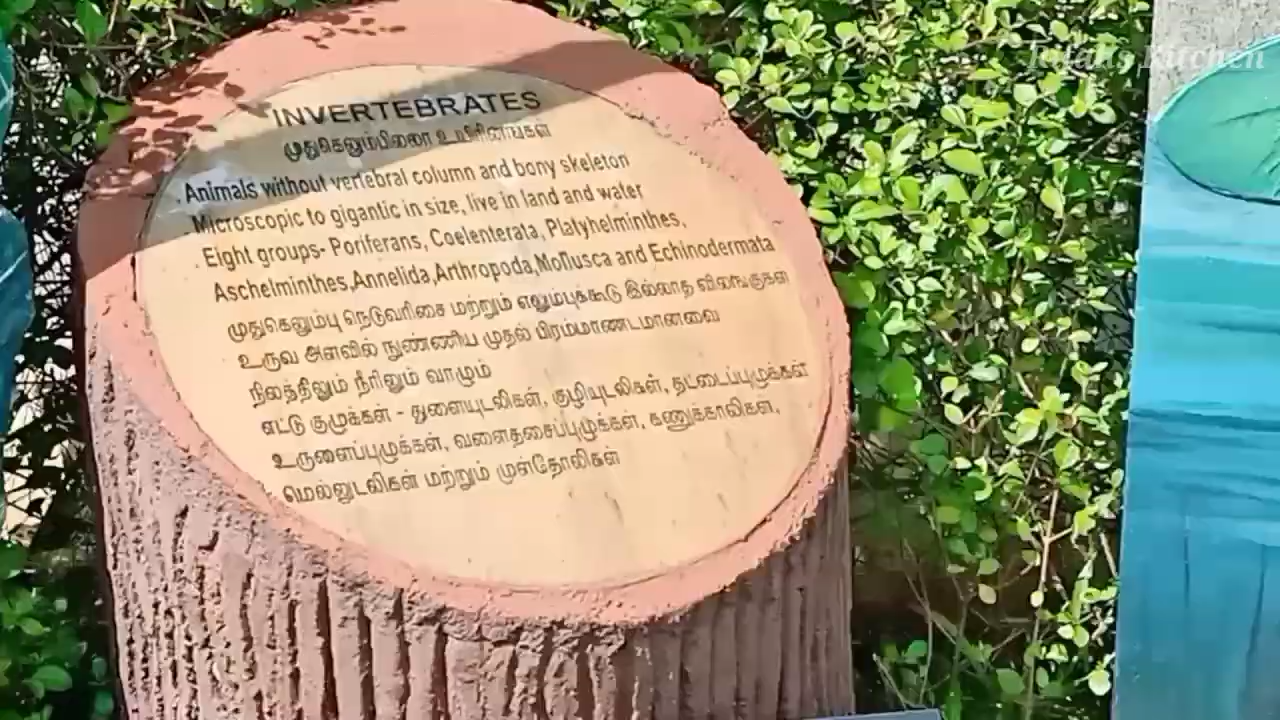 INVERTEBRATES
முதுகெலும்பிலா உயிரினங்கள்
. Animals without vertebral column and bony skeleton
. Microscopic to gigantic in size, live in land and water
. Eight groups- Poriferans, Coelenterata, Platyhelminthes,
Aschelminthes,Annelida,Arthropoda,Mollusca and Echinodermata
முதுகெலும்பு நெடுவரிசை மற்றும் எலும்புக்கூடு இல்லாத விலங்குகள்
உருவ அளவில் நுண்ணிய முதல் பிரம்மாண்டமானவை
நிலத்திலும் நீரிலும் வாழும்
எட்டு குழுக்கள் - துளையுடலிகள், குழியுடலிகள், தட்டைப்புழுக்கள்
உருளைப்புழுக்கள், வளைதசைப்புழுக்கள், கணுக்காலிகள்,
மெல்லுடலிகள் மற்றும் முள்தோலிகள்
Kitchen